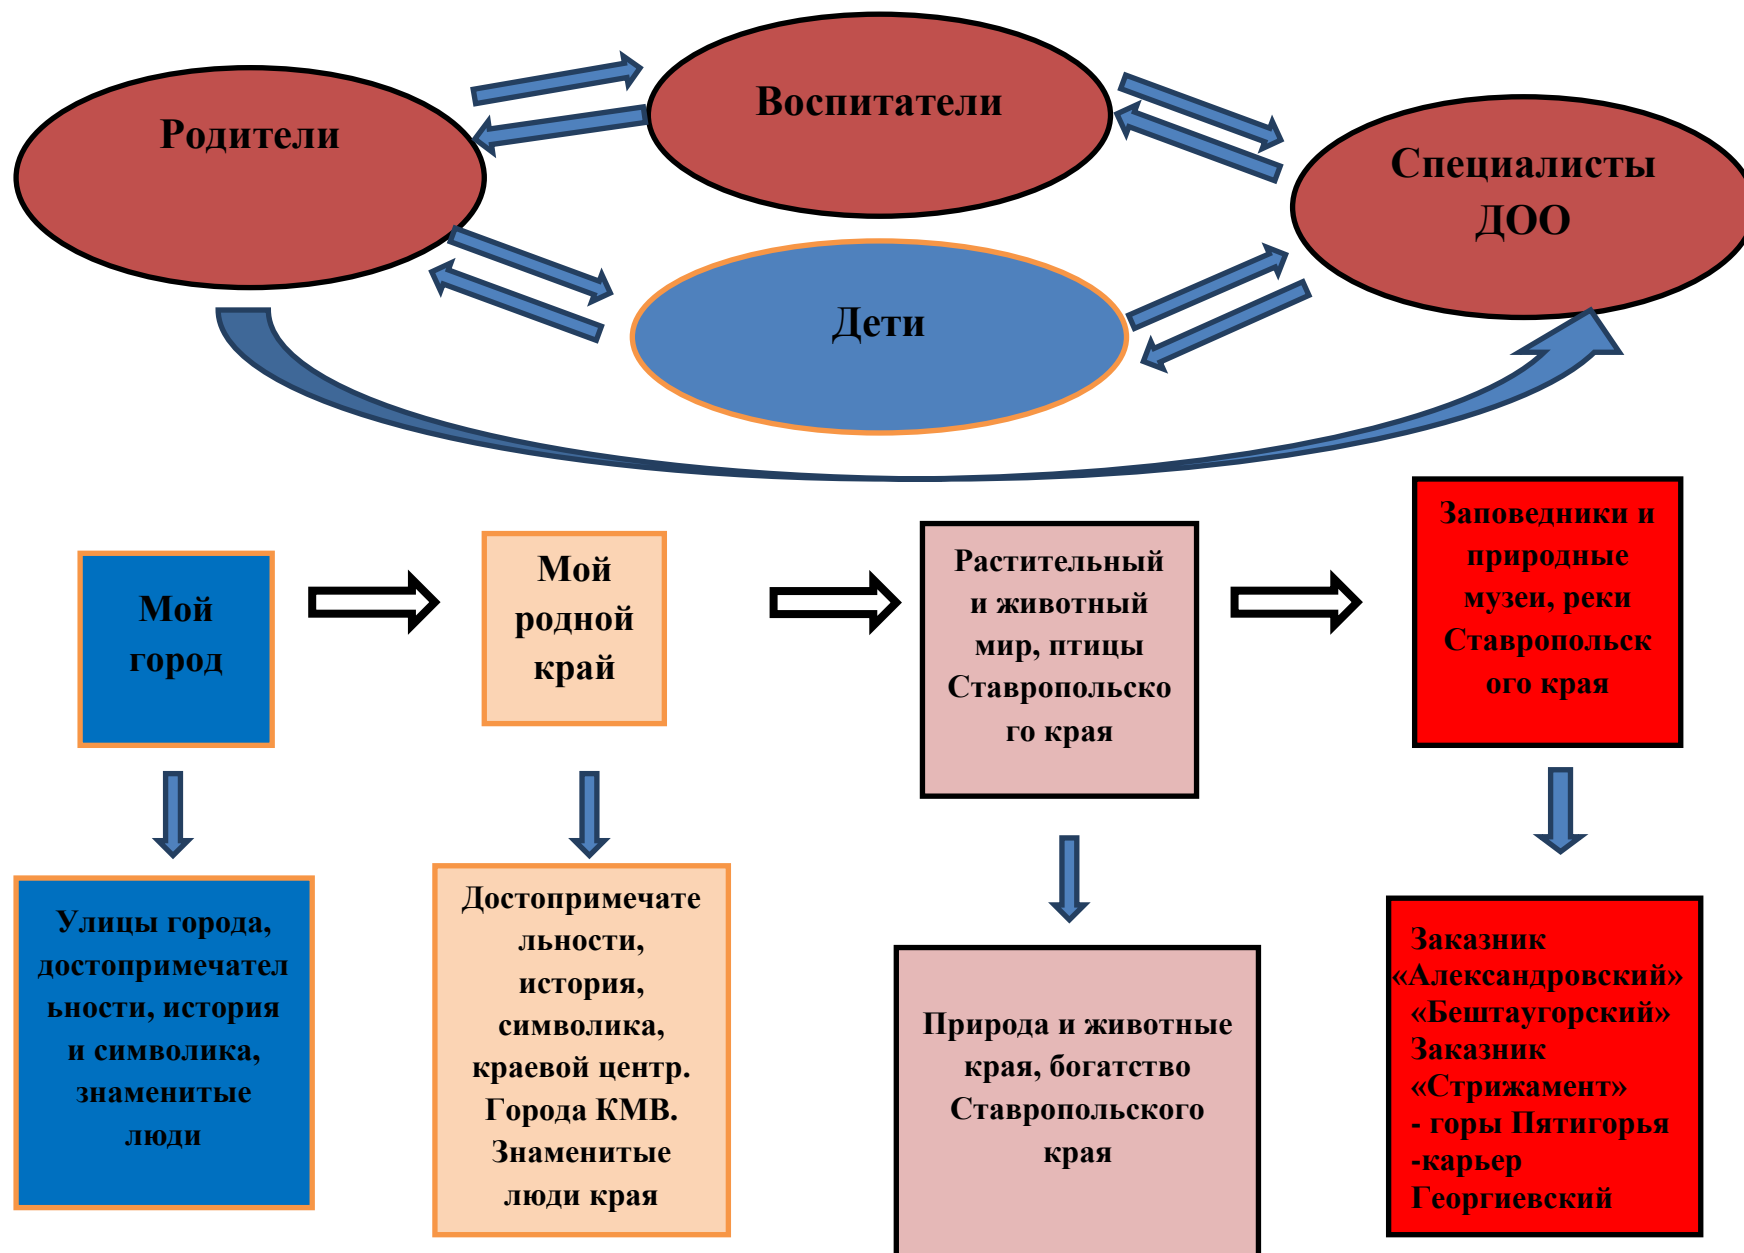 Родители
Воспитатели
Специалисты
ДОО
Дети
Мой
город
Мой
родной
край
Растительный
и животный
мир, птицы
Ставропольско
го края
Заповедники и
природные
музеи, реки
Ставропольск
ого края
Улицы города,
достопримечател
ьности, история
и символика,
знаменитые
люди
Достопримечате
льности,
история,
символика,
краевой центр.
Города КМВ.
Знаменитые
люди края
Природа и животные
края, богатство
Ставропольского
края
Заказник
«Александровский»
«Бештаугорский»
Заказник
«Стрижамент»
- горы Пятигорья
-карьер
Георгиевский